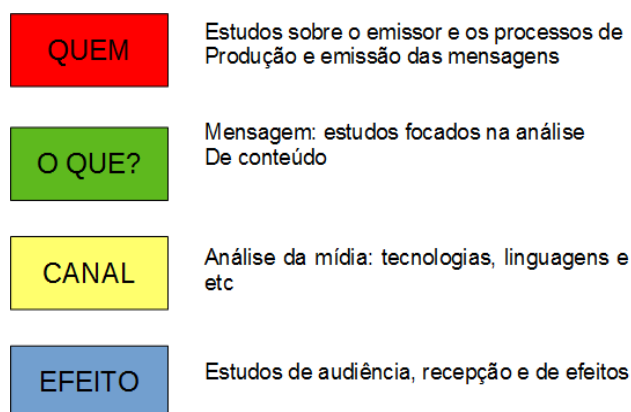 QUEM
Estudos sobre o emissor e os processos de
Produção e emissão das mensagens
O QUE?
Mensagem: estudos focados na análise
De conteúdo
CANAL
Análise da mídia: tecnologias, linguagens e
etc
EFEITO
Estudos de audiência, recepção e de efeitos